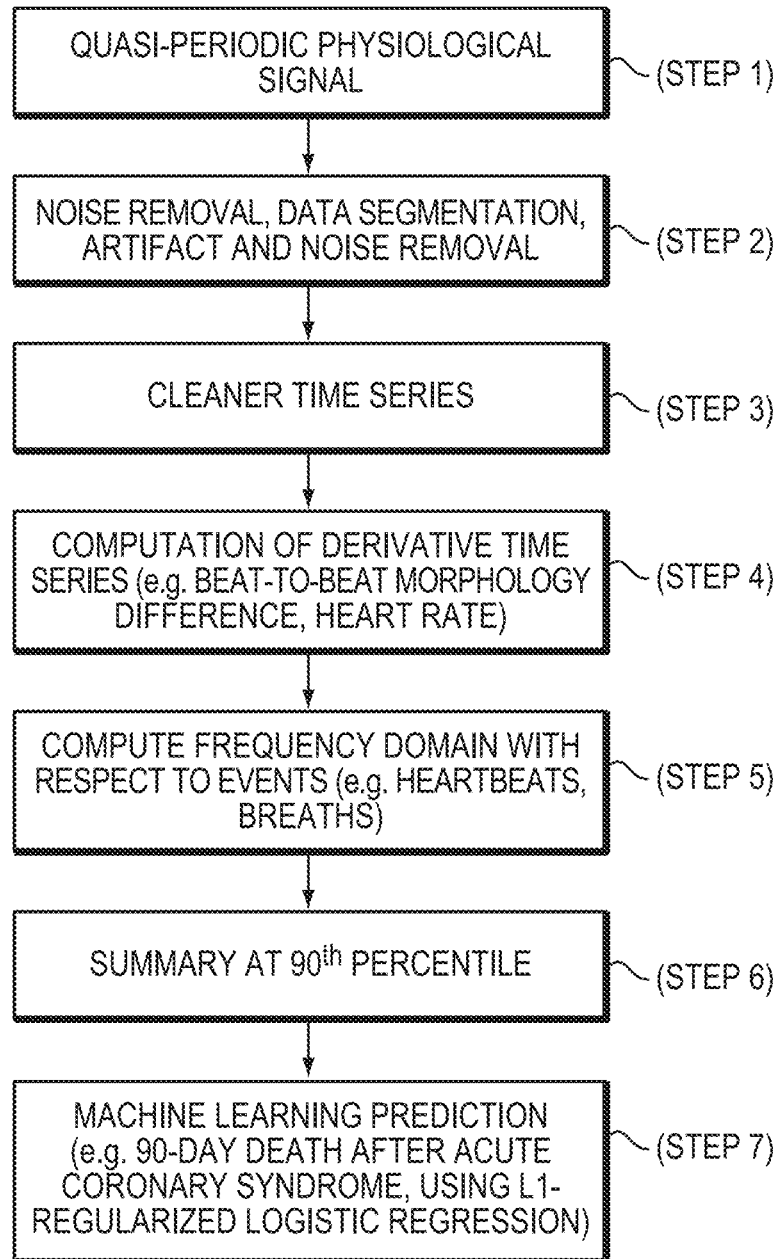 QUASI-PERIODIC PHYSIOLOGICAL
SIGNAL
(STEP 1)
NOISE REMOVAL, DATA SEGMENTATION,
ARTIFACT AND NOISE REMOVAL
(STEP 2)
CLEANER TIME SERIES
(STEP 3)
COMPUTATION OF DERIVATIVE TIME
SERIES (e.g. BEAT-TO-BEAT MORPHOLOGY
DIFFERENCE, HEART RATE)
(STEP 4)
COMPUTE FREQUENCY DOMAIN WITH
RESPECT TO EVENTS (e.g. HEARTBEATS,
BREATHS)
(STEP 5)
SUMMARY AT 90th PERCENTILE
(STEP 6)
MACHINE LEARNING PREDICTION
(e.g. 90-DAY DEATH AFTER ACUTE
CORONARY SYNDROME, USING L1-
REGULARIZED LOGISTIC REGRESSION)
(STEP 7)